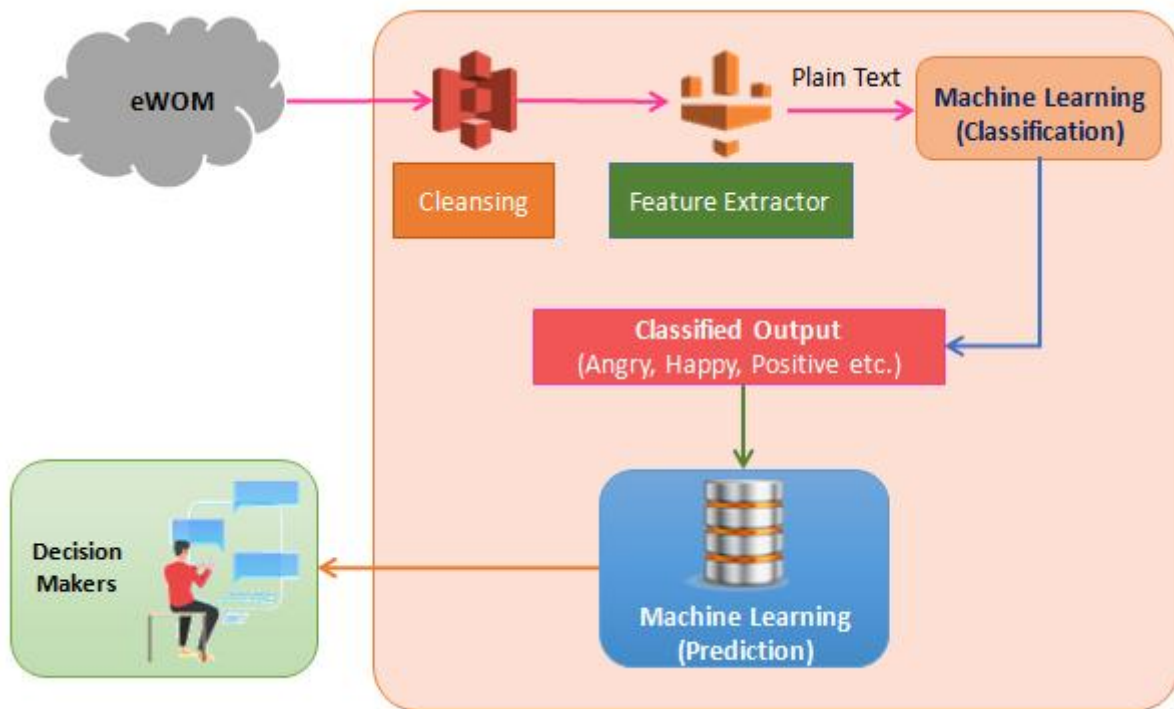 eWOM
Plain Text
Machine Learning
(Classification)
Cleansing
Feature Extractor
Classified Output
(Angry, Happy, Positive etc.)
Decision
Makers
Machine Learning
(Prediction)